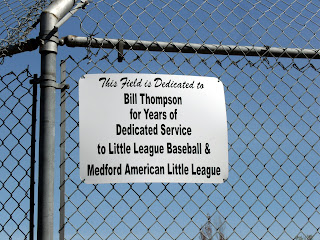 This Field is Dedicated to
Bill Thompson
for Years of
Dedicated Service
to Little League Baseball &
Medford American Little League